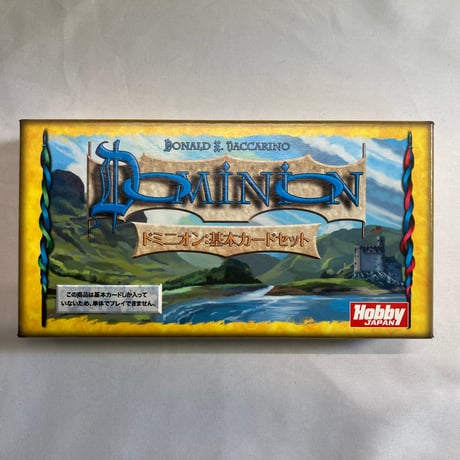 DONALD X. VACCARINO
DOMINION
ドミニオン:基本カードセット
この商品は基本カードしか入って
いないため、単体でプレイできません。
Hobby
JAPAN